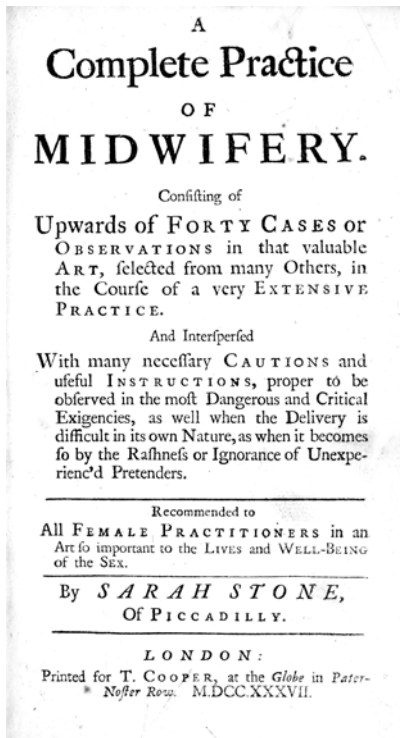 A
Complete Practice
OF
MIDWIFERY.
Conſiſting of
Upwards of FORTY CASES or
OBSERVATIONS in that valuable
ART, ſelected from many Others, in
the Courſe of a very EXTENSIVE
PRACTICE.
And Interſperſed
With many neceſſary CAUTIONS and
uſeful INSTRUCTIONS, proper to be
obſerved in the moſt Dangerous and Critical
Exigencies, as well when the Delivery is
difficult in its own Nature, as when it becomes
ſo by the Raſhneſs or Ignorance of Unexpe-
rienc'd Pretenders.
Recommended to
All FEMALE PRACTITIONERS in an
Art ſo important to the LIVES and WELL-BEING
of the SEX.
By SARAH STONE,
Of PICCADILLY.
LONDON:
Printed for T. COOPER, at the Globe in Pater-
Noſter Row. M.DCC.XXXVII.